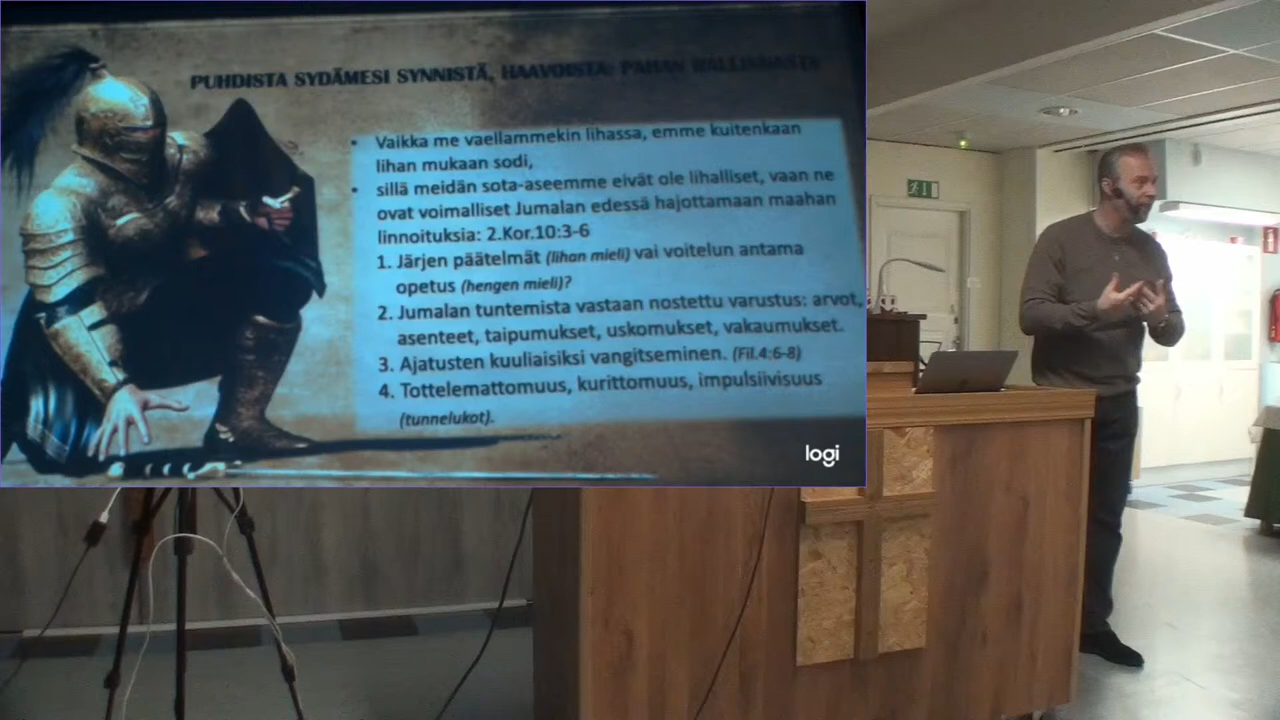 PUHDISTA SYDÄMESI SYNNISTÄ, HAAVOISTA: PAHAN HALLINNASTA
• Vaikka me vaellammekin lihassa, emme kuitenkaan
lihan mukaan sodi,
• sillä meidän sota-aseemme eivät ole lihalliset, vaan ne
ovat voimalliset Jumalan edessä hajottamaan maahan
linnoituksia: 2.Kor.10:3-6
1. Järjen päätelmät (lihan mieli) vai voitelun antama
opetus (hengen mieli)?
2. Jumalan tuntemista vastaan nostettu varustus: arvot,
asenteet, taipumukset, uskomukset, vakaumukset.
3. Ajatusten kuuliaisiksi vangitseminen. (Fil.4:6-8)
4. Tottelemattomuus, kurittomuus, impulsiivisuus
(tunnelukot).
logi